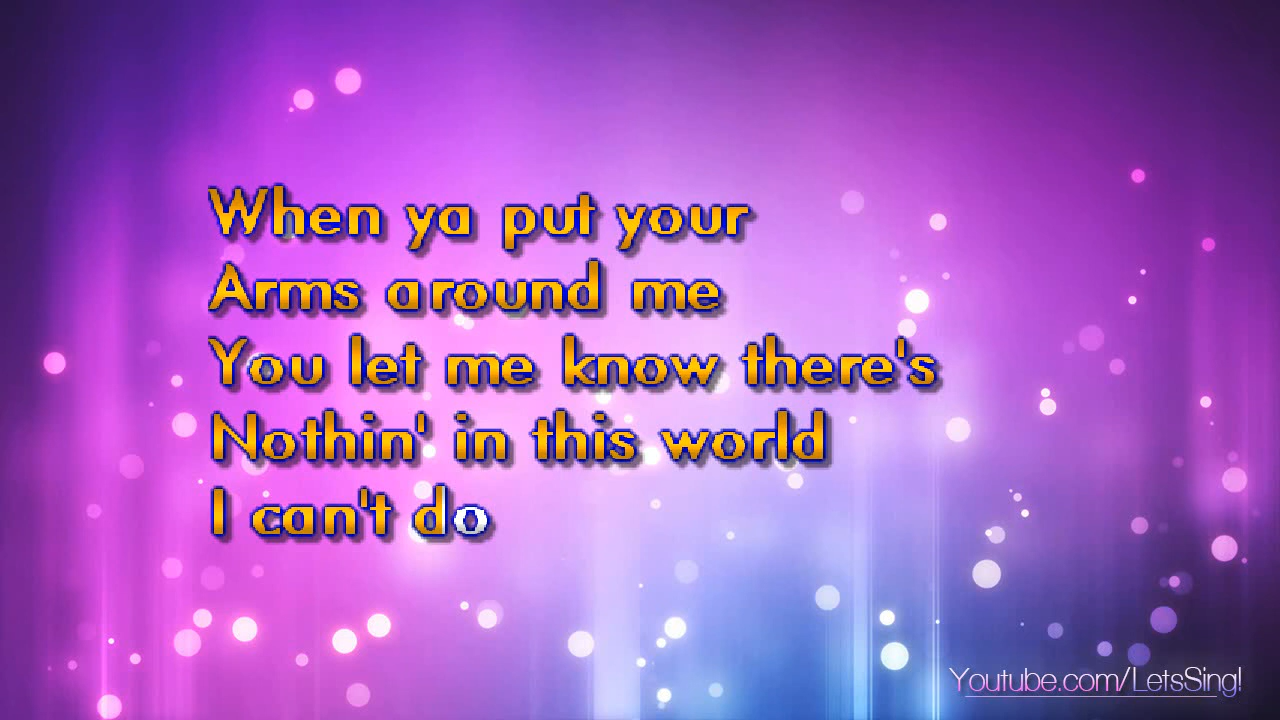 When ya put your
Arms around me
You let me know there's
Nothin' in this world
I can't do
Youtube.com/LetsSing!